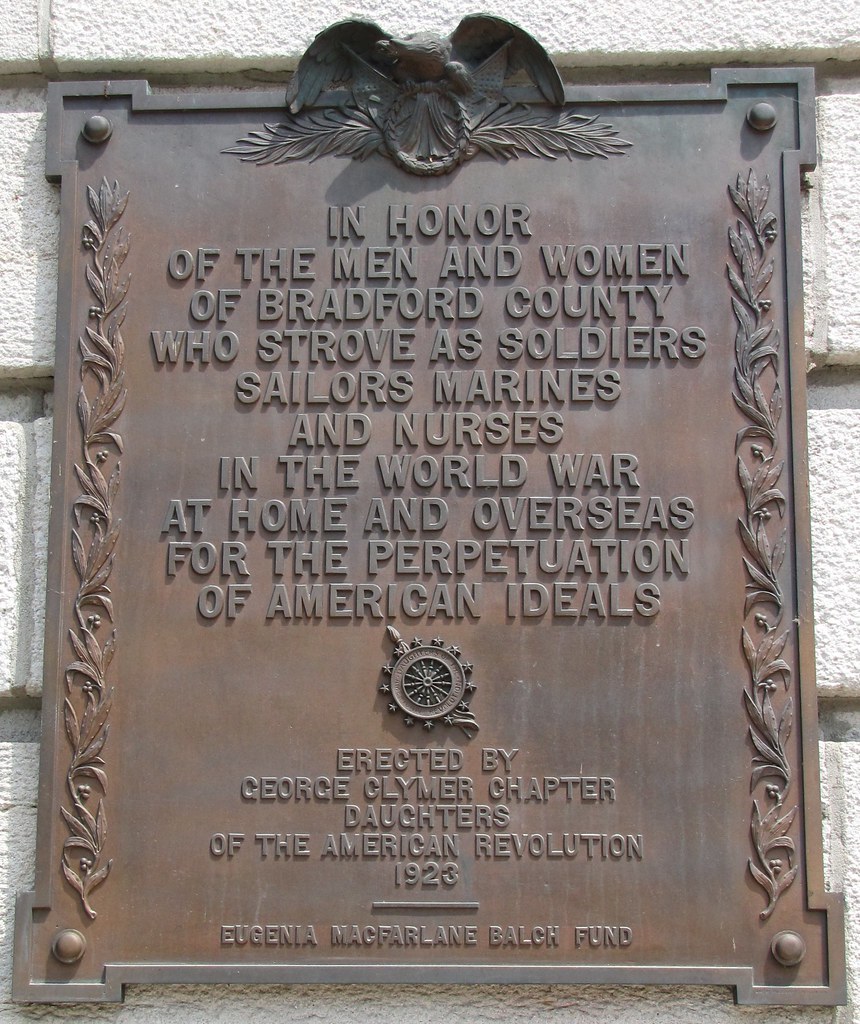 IN HONOR
OF THE MEN AND WOMEN
OF BRADFORD COUNTY
WHO STROVE AS SOLDIERS
SAILORS MARINES
AND NURSES
IN THE WORLD WAR
AT HOME AND OVERSEAS
FOR THE PERPETUATION
OF AMERICAN IDEALS
ERECTED BY
GEORGE CLYMER CHAPTER
DAUGHTERS
OF THE AMERICAN REVOLUTION
1923
EUGENIA MACFARLANE BALCH FUND